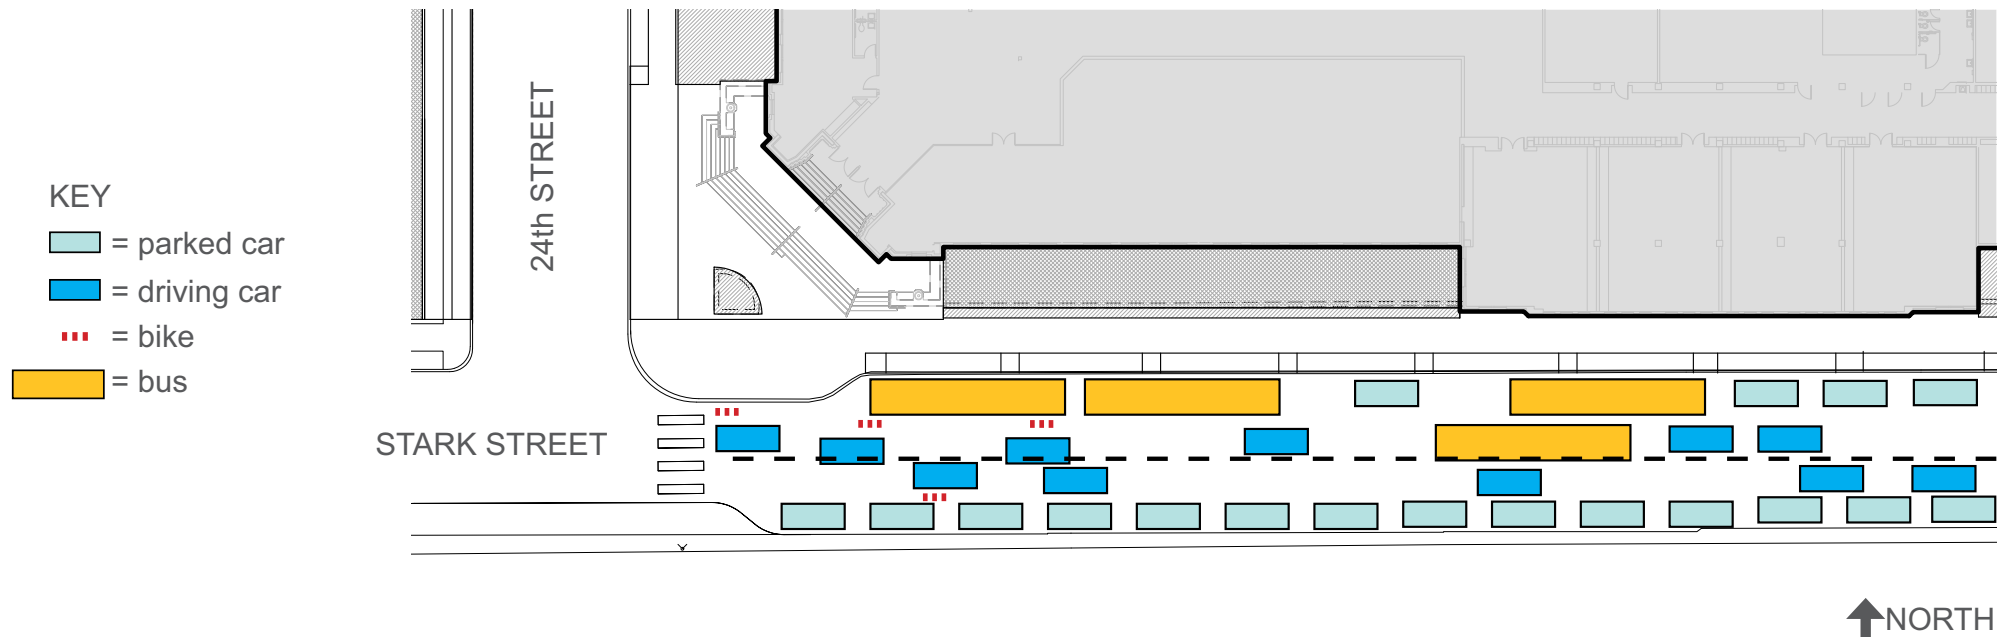 KEY
= parked car
= driving car
= bike
= bus
24th STREET
STARK STREET
NORTH